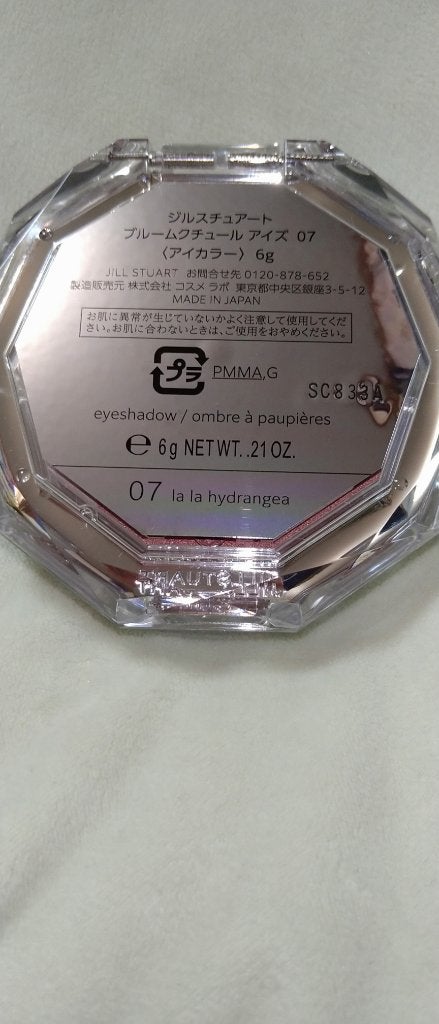 ジルスチュアート
ブルームクチュール アイズ 07
〈アイカラー〉 6g
JILL STUART お問合せ先 0120-878-652
製造販売元 株式会社 コスメ ラボ 東京都中央区銀座3-5-12
MADE IN JAPAN
お肌に異常が生じていないかよく注意して使用してくだ
さい。お肌に合わないときは、ご使用をおやめください。
プラ PMMA,G
SC833A
eyeshadow / ombre à paupières
℮ 6g NET WT. .21 OZ.
07 la la hydrangea